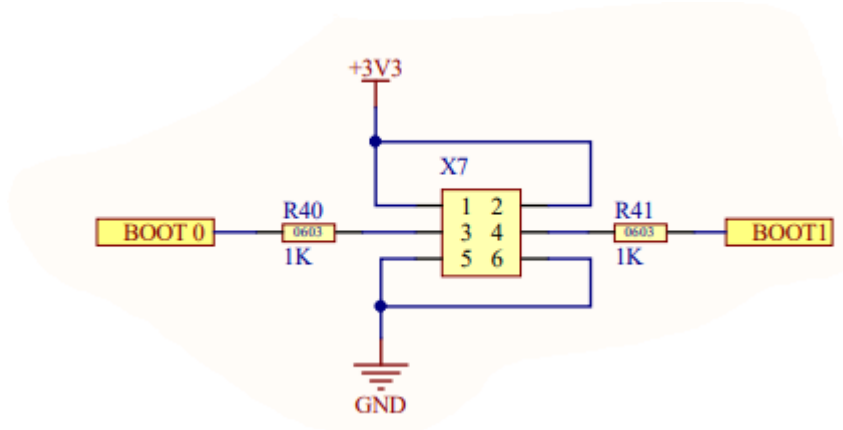 +3V3
X7
R40
R41
1 2
BOOT 0
0603
3 4
0603
BOOT1
1K
5 6
1K
GND